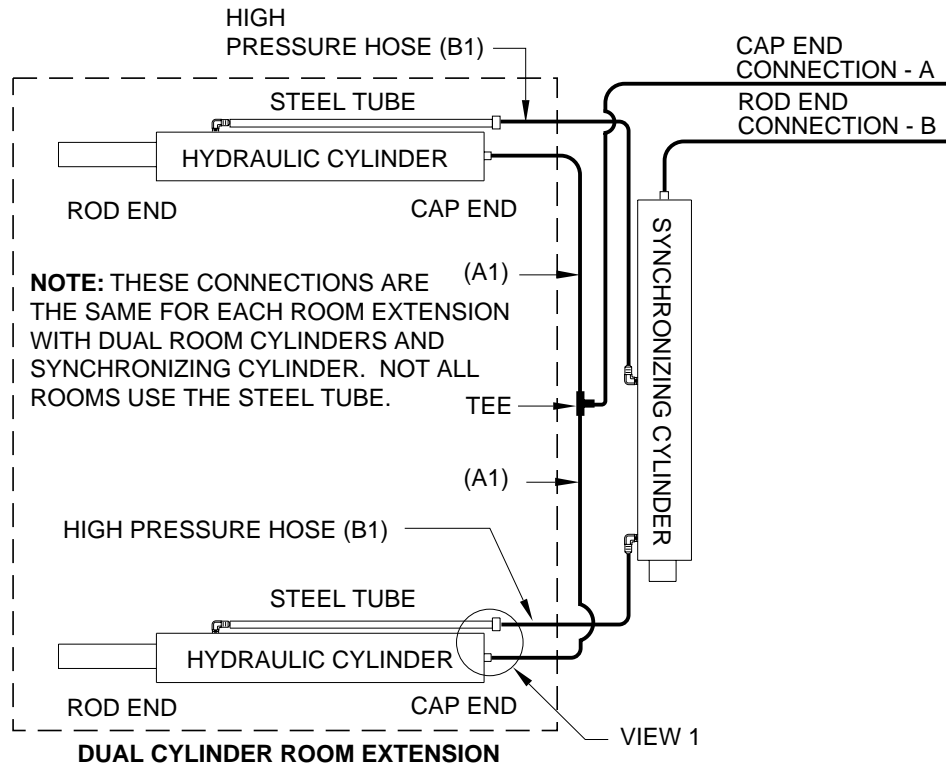 HIGH
PRESSURE HOSE (B1)
CAP END
CONNECTION - A
ROD END
CONNECTION - B
STEEL TUBE
HYDRAULIC CYLINDER
ROD END
CAP END
SYNCHRONIZING CYLINDER
(A1)
NOTE: THESE CONNECTIONS ARE
THE SAME FOR EACH ROOM EXTENSION
WITH DUAL ROOM CYLINDERS AND
SYNCHRONIZING CYLINDER. NOT ALL
ROOMS USE THE STEEL TUBE.
TEE
(A1)
HIGH PRESSURE HOSE (B1)
STEEL TUBE
HYDRAULIC CYLINDER
ROD END
CAP END
VIEW 1
DUAL CYLINDER ROOM EXTENSION